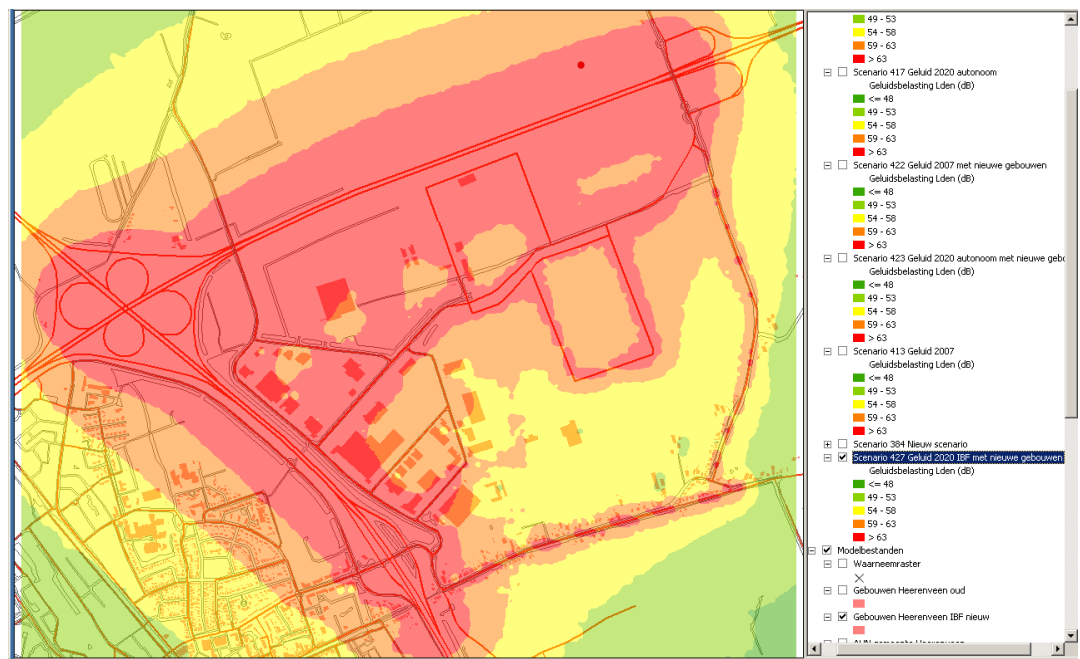 49 - 53
54 - 58
59 - 63
> 63
Scenario 417 Geluid 2020 autonoom
Geluidsbelasting Lden (dB)
<= 48
49 - 53
54 - 58
59 - 63
> 63
Scenario 422 Geluid 2007 met nieuwe gebouwen
Geluidsbelasting Lden (dB)
<= 48
49 - 53
54 - 58
59 - 63
> 63
Scenario 423 Geluid 2020 autonoom met nieuwe gebo
Geluidsbelasting Lden (dB)
<= 48
49 - 53
54 - 58
59 - 63
> 63
Scenario 413 Geluid 2007
Geluidsbelasting Lden (dB)
<= 48
49 - 53
54 - 58
59 - 63
> 63
Scenario 384 Nieuw scenario
Scenario 427 Geluid 2020 IBF met nieuwe gebouwen
Geluidsbelasting Lden (dB)
<= 48
49 - 53
54 - 58
59 - 63
> 63
Modelbestanden
Waarneemraster
Gebouwen Heerenveen oud
Gebouwen Heerenveen IBF nieuw